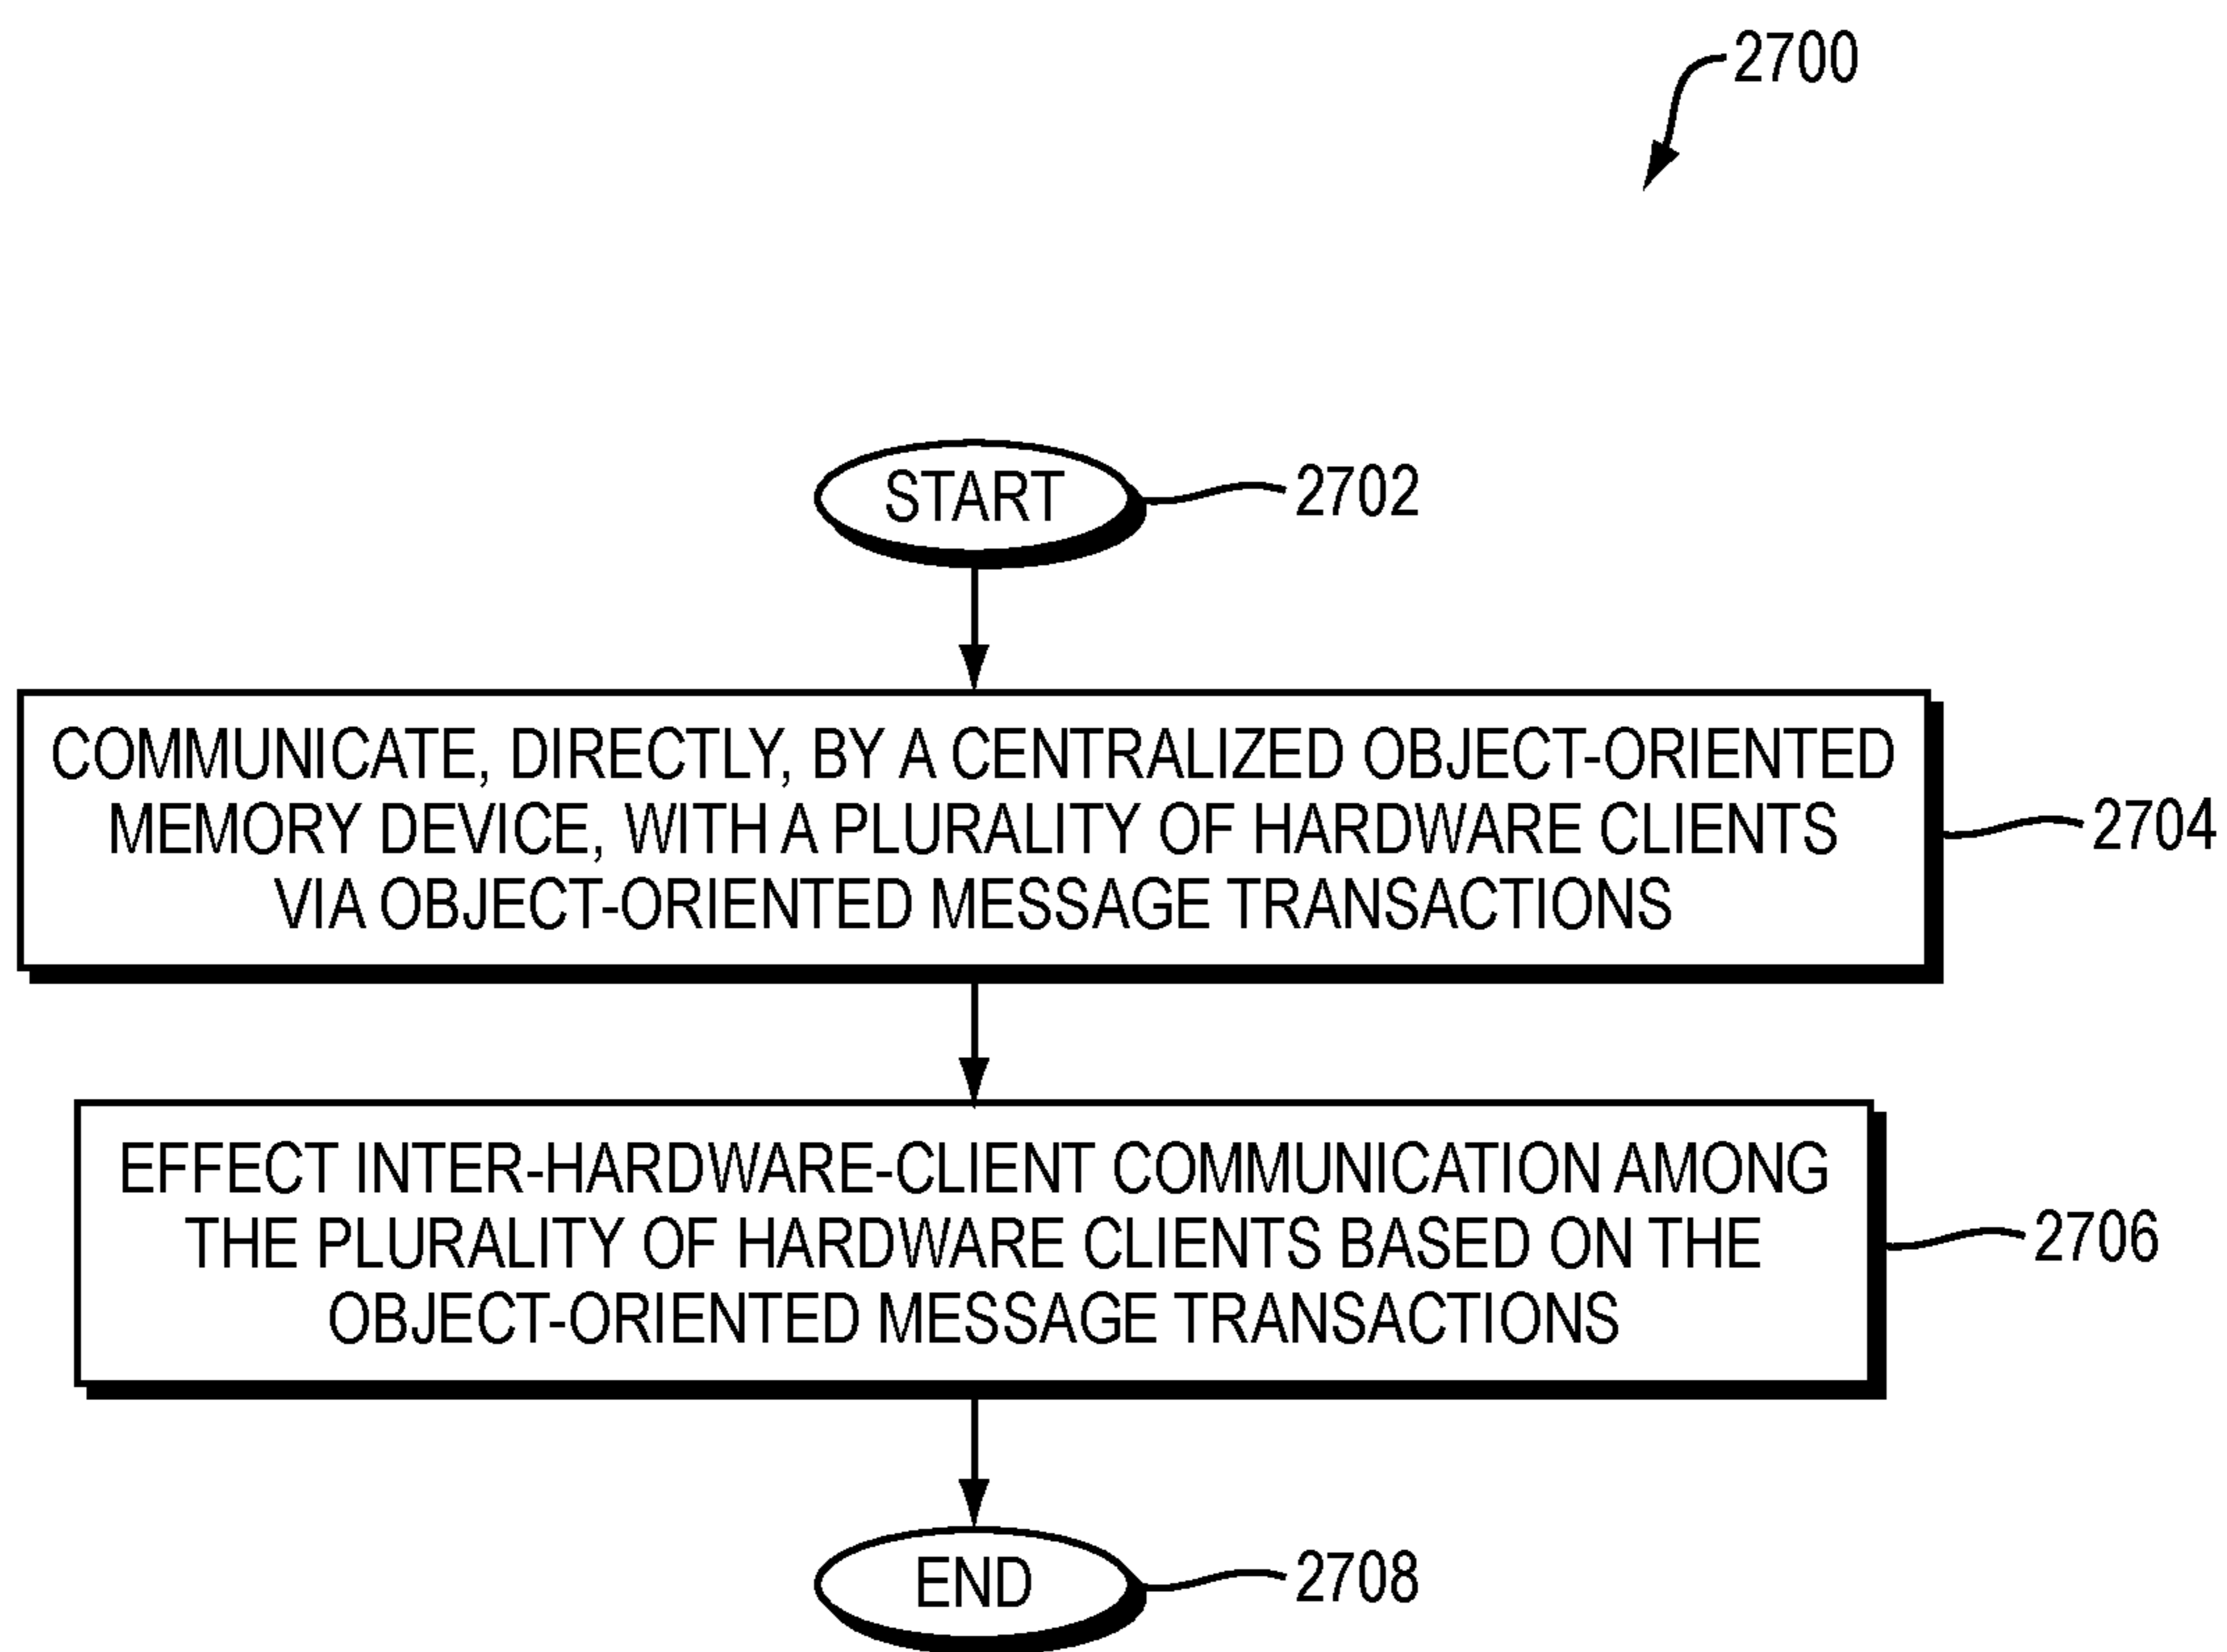 2700
START
2702
COMMUNICATE, DIRECTLY, BY A CENTRALIZED OBJECT-ORIENTED
MEMORY DEVICE, WITH A PLURALITY OF HARDWARE CLIENTS
VIA OBJECT-ORIENTED MESSAGE TRANSACTIONS
2704
EFFECT INTER-HARDWARE-CLIENT COMMUNICATION AMONG
THE PLURALITY OF HARDWARE CLIENTS BASED ON THE
OBJECT-ORIENTED MESSAGE TRANSACTIONS
2706
END
2708